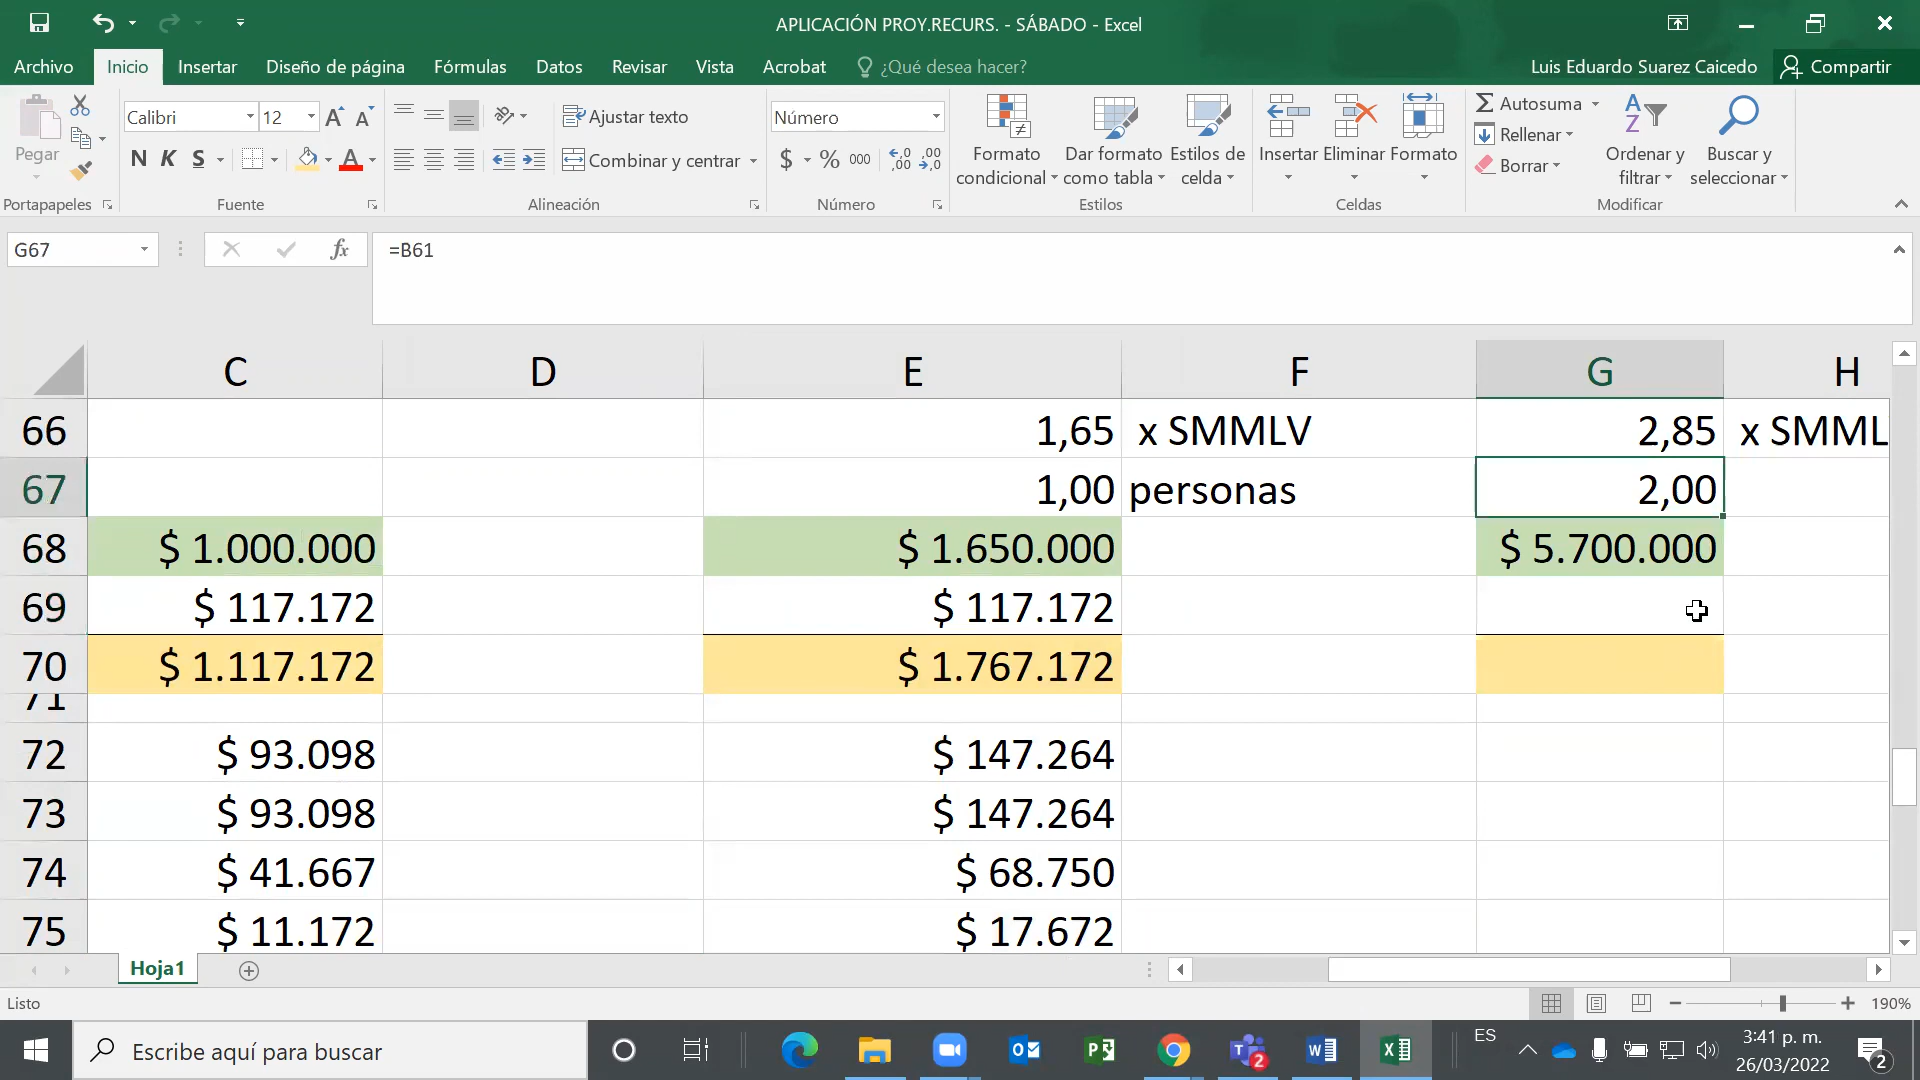 APLICACIÓN PROY.RECURS. - SÁBADO - Excel
Archivo Inicio Insertar Diseño de página Fórmulas Datos Revisar Vista Acrobat ¿Qué desea hacer? Luis Eduardo Suarez Caicedo Compartir
Calibri 12 Ajustar texto Número Autosuma
Pegar N K S A Combinar y centrar $ % 000 Formato condicional Dar formato como tabla Estilos de celda Insertar Eliminar Formato Rellenar Borrar Ordenar y filtrar Buscar y seleccionar
Portapapeles Fuente Alineación Número Estilos Celdas Modificar
G67 fx =B61
C D E F G H
66 1,65 x SMMLV 2,85 x SMML
67 1,00 personas 2,00
68 $ 1.000.000 $ 1.650.000 $ 5.700.000
69 $ 117.172 $ 117.172
70 $ 1.117.172 $ 1.767.172
71
72 $ 93.098 $ 147.264
73 $ 93.098 $ 147.264
74 $ 41.667 $ 68.750
75 $ 11.172 $ 17.672
Hoja1
Listo 190%
Escribe aquí para buscar
ES
3:41 p. m.
26/03/2022
2
2